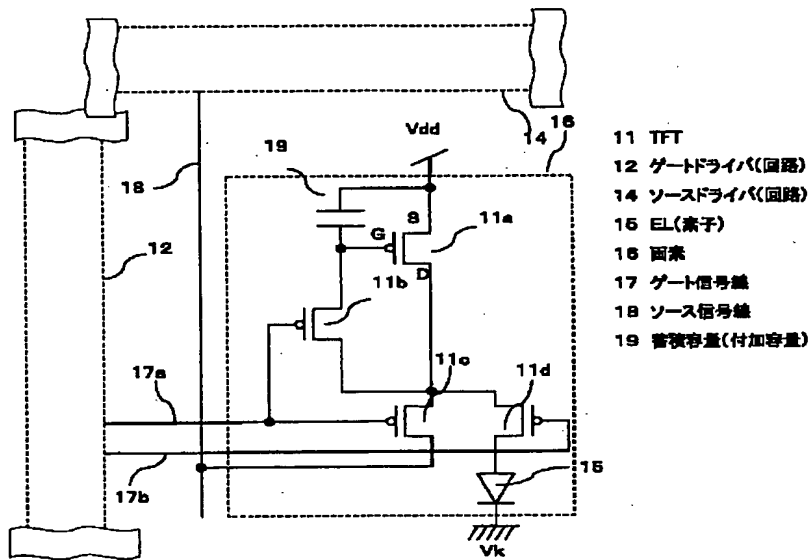 14
16
Vdd
19
18
S
G
11a
D
12
11b
17a
11c
11d
17b
15
Vk
11 TFT
12 ゲートドライバ(回路)
14 ソースドライバ(回路)
15 EL(素子)
16 画素
17 ゲート信号線
18 ソース信号線
19 蓄積容量(付加容量)